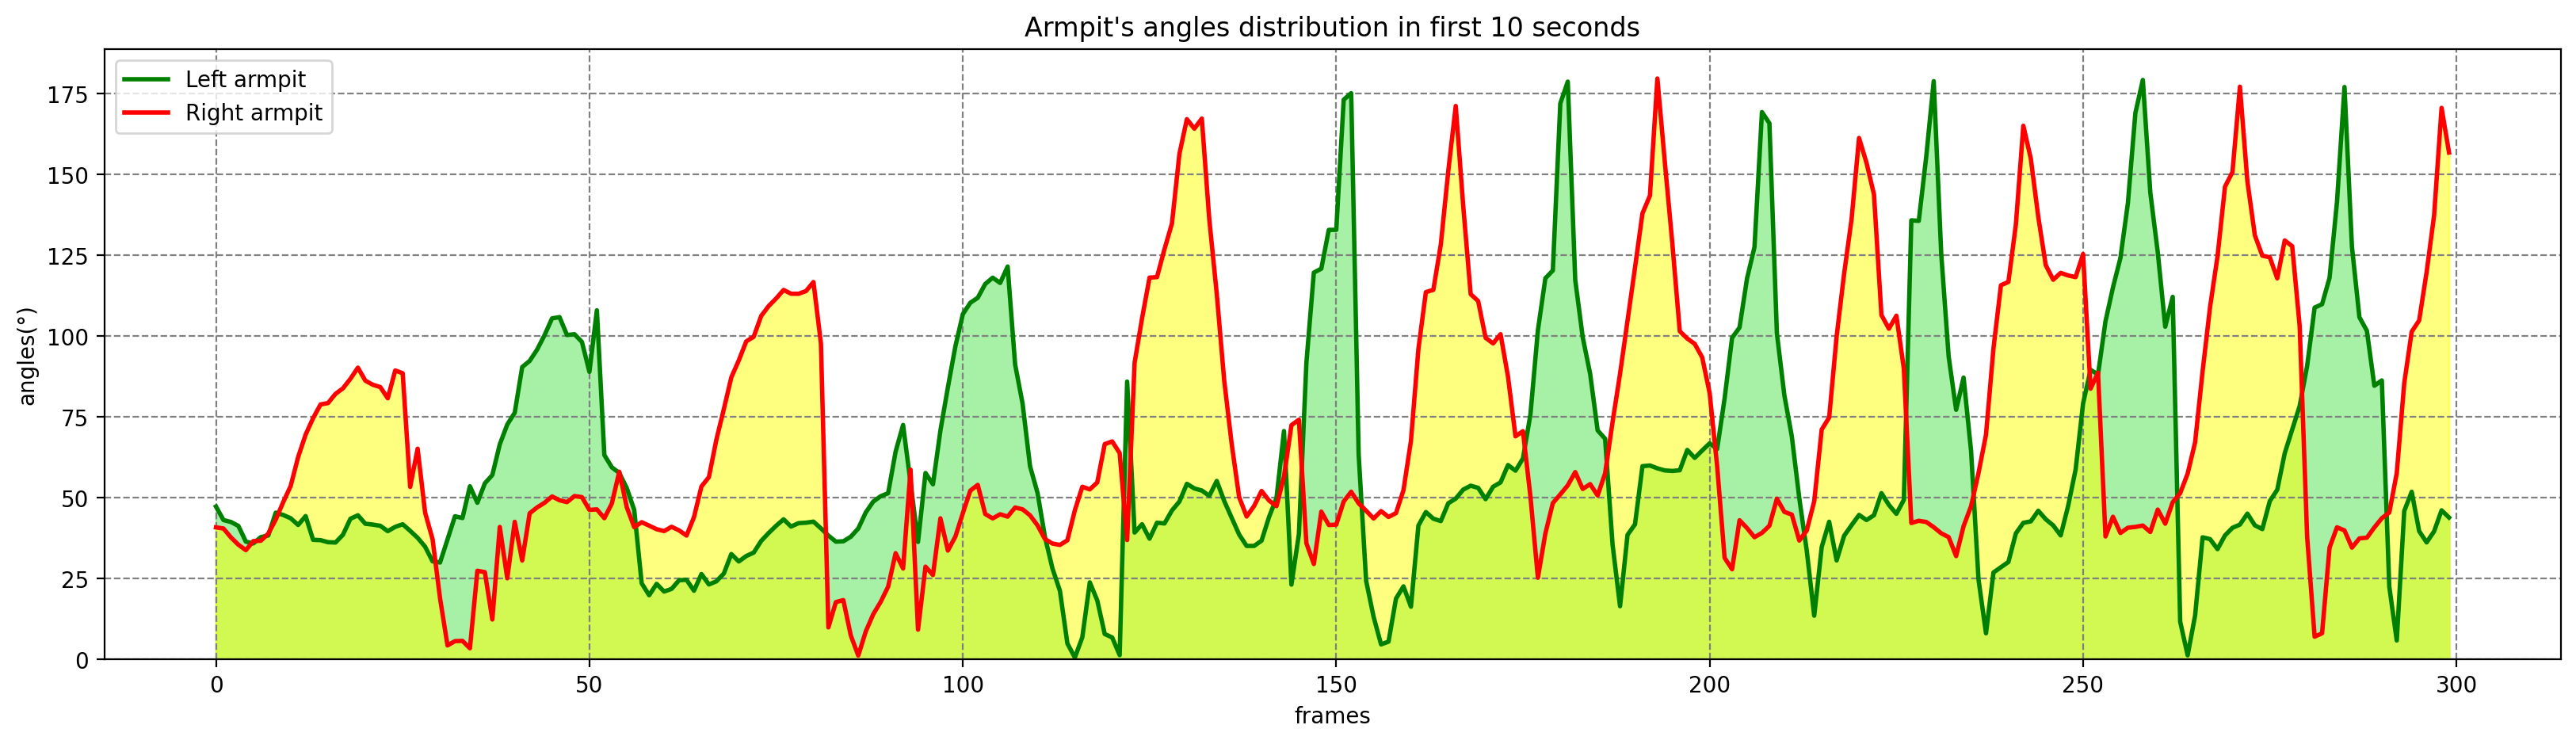 Armpit's angles distribution in first 10 seconds
Left armpit
Right armpit
175
150
125
100
75
50
25
0
angles(°)
0 50 100 150 200 250 300
frames